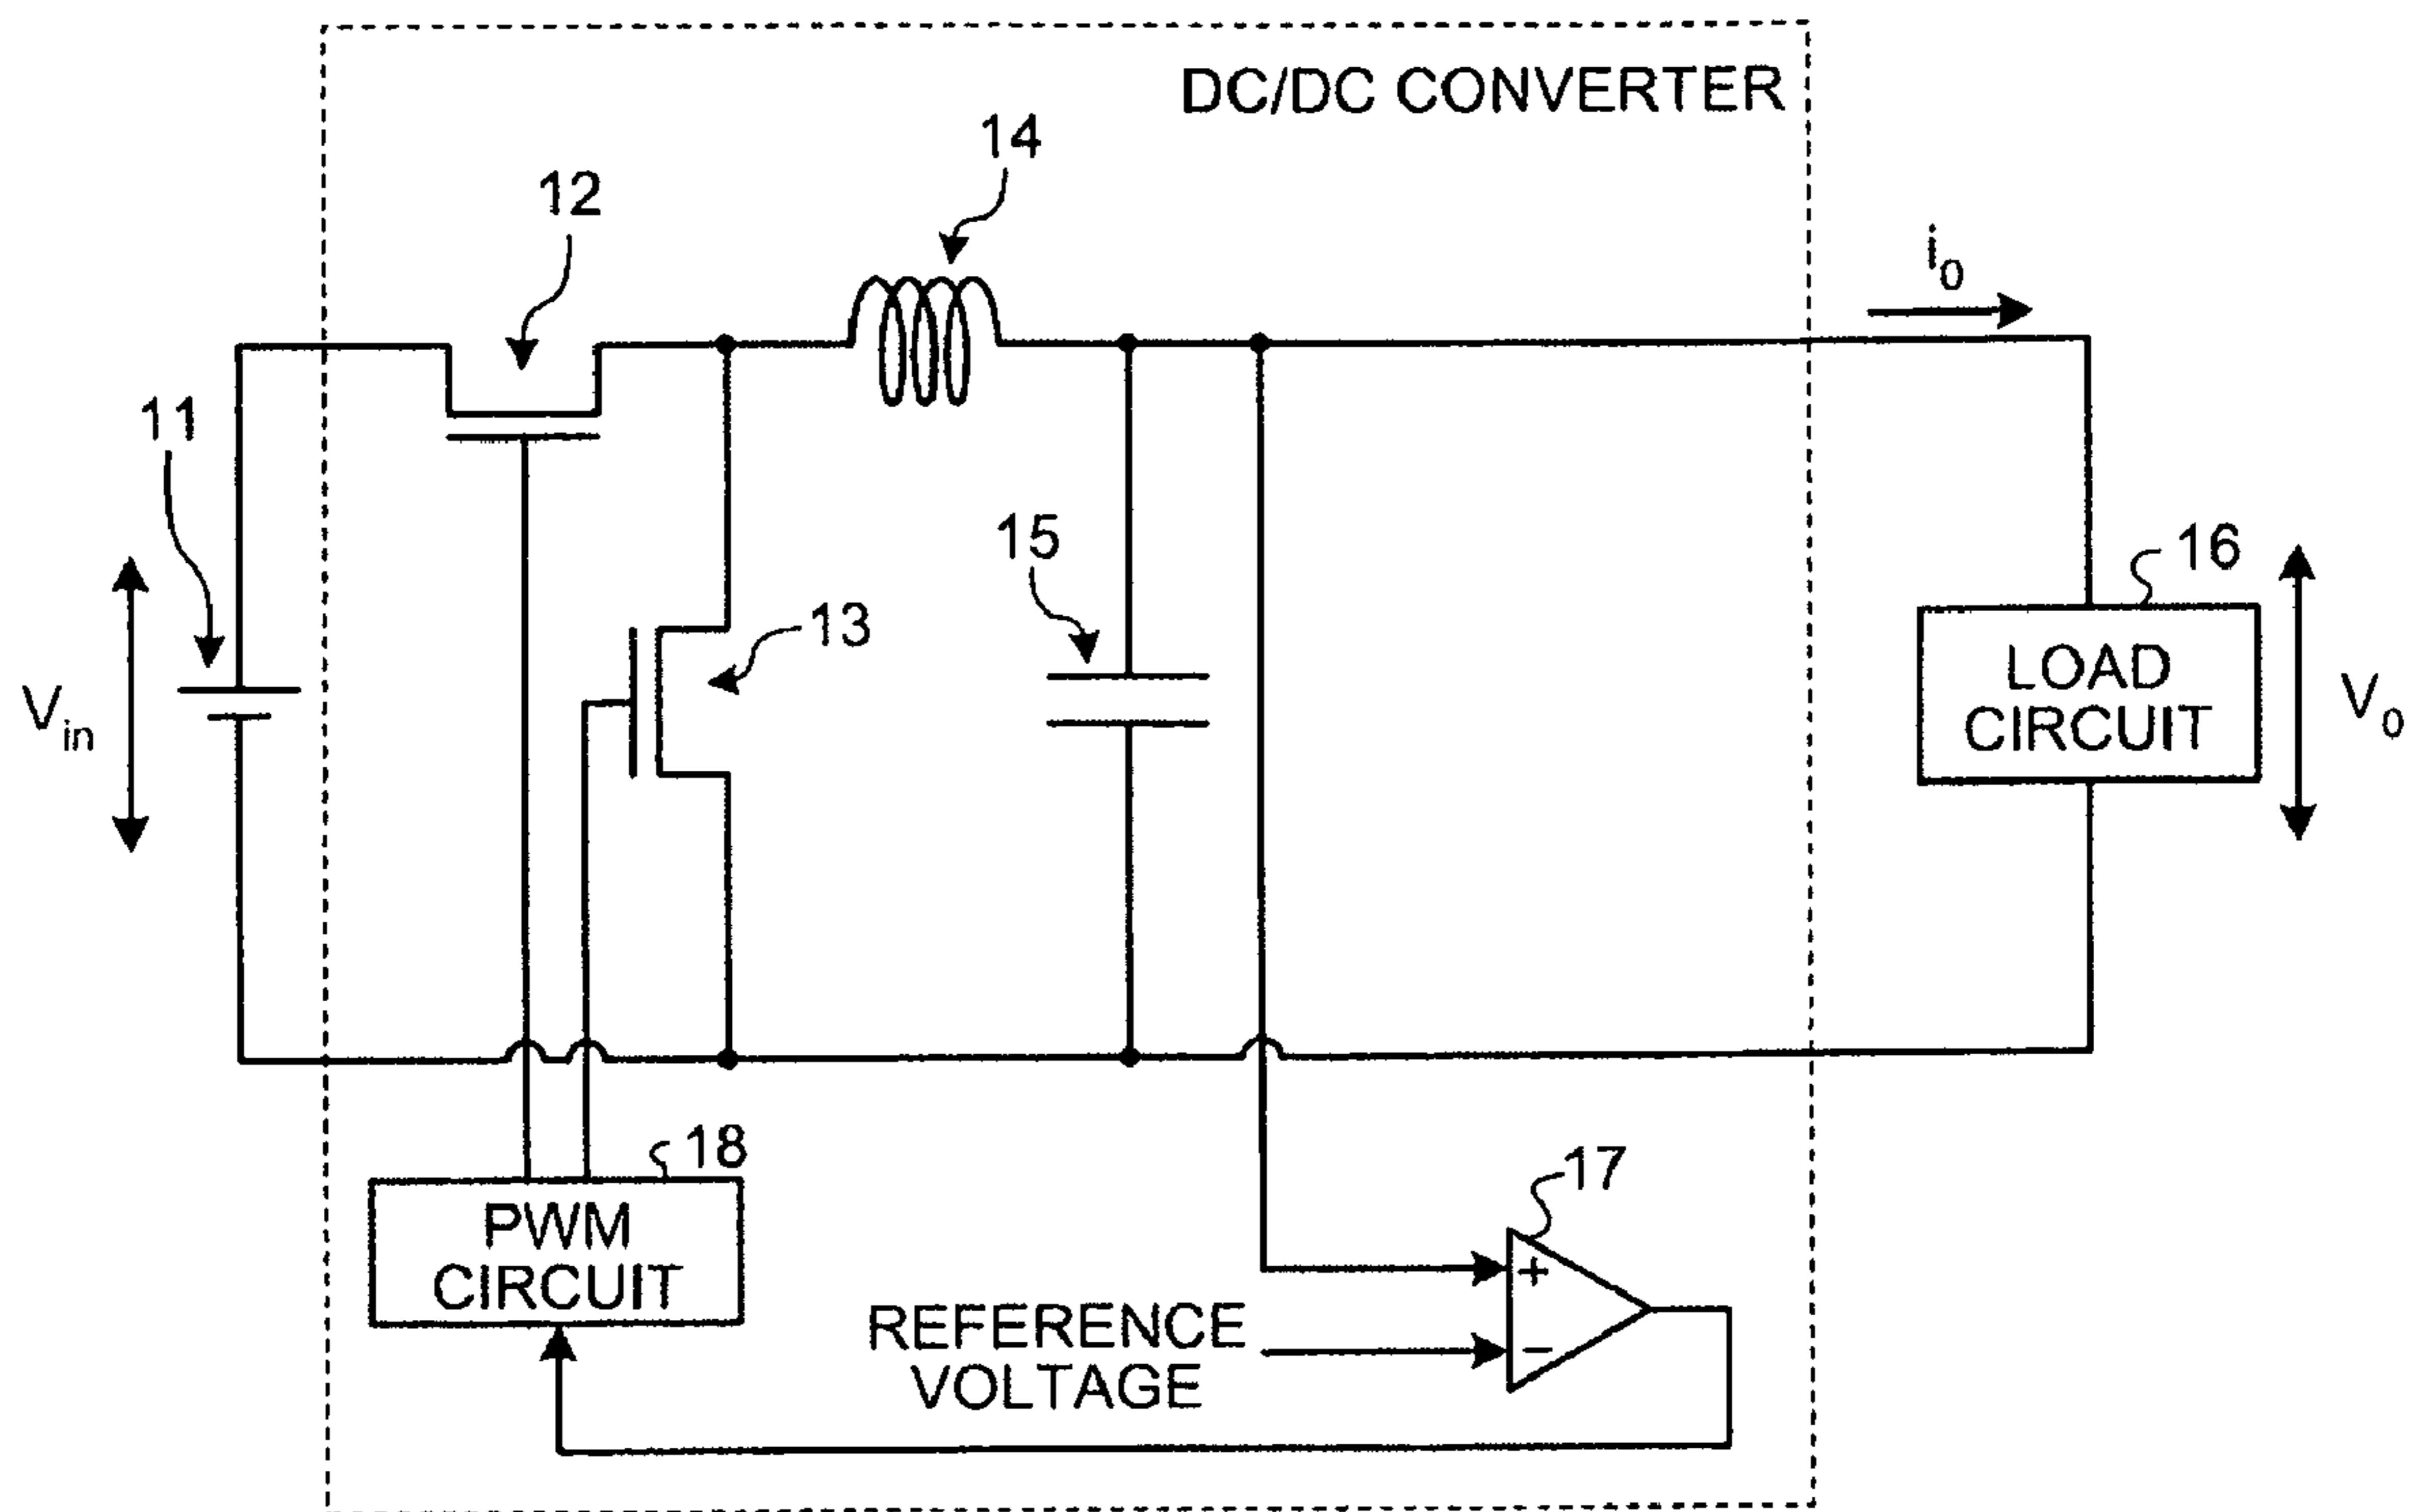 DC/DC CONVERTER
14
12
i0
11
15
16
13
LOAD
CIRCUIT
Vin
V0
18
17
PWM
CIRCUIT
+
REFERENCE
VOLTAGE
−